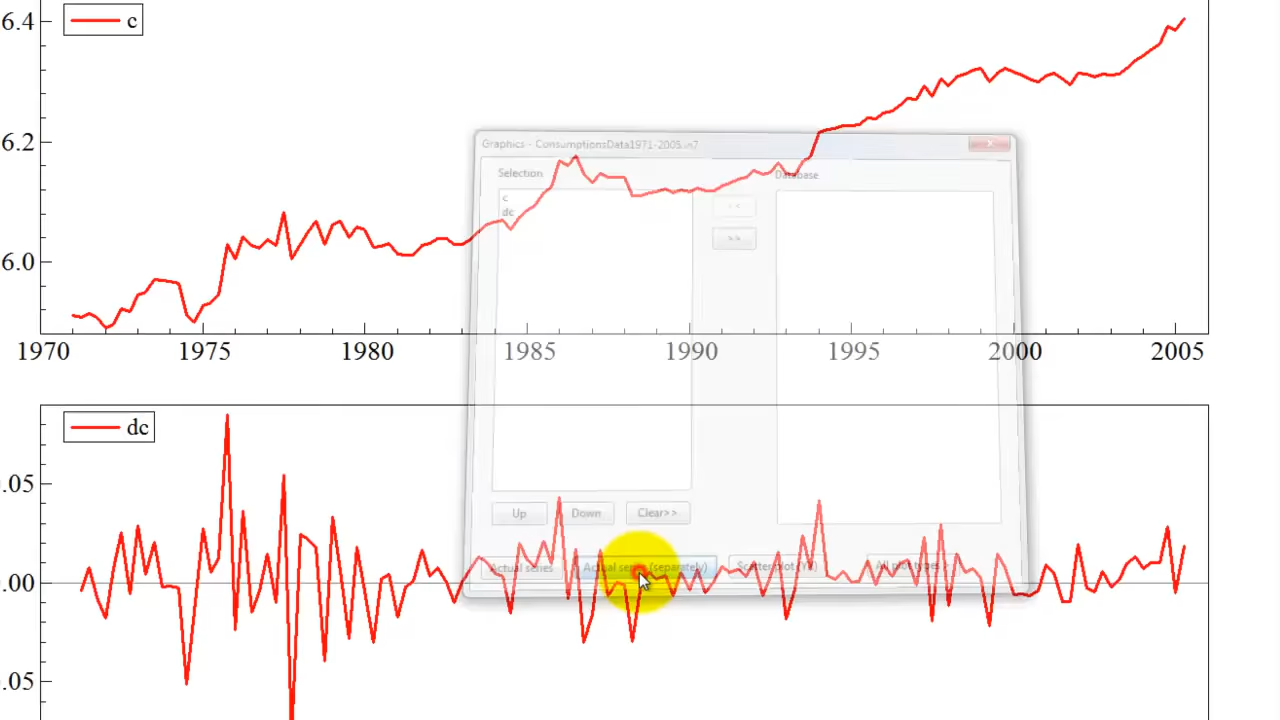 6.4
c
Graphics - ConsumptionsData1971-2005.in7
6.2
Selection
Database
c
<<
dc
>>
6.0
1970 1975 1980 1985 1990 1995 2000 2005
dc
.05
Up Down Clear>>
Actual series Actual series (separately) Scatter plot (YX) All plot types >
.00
.05